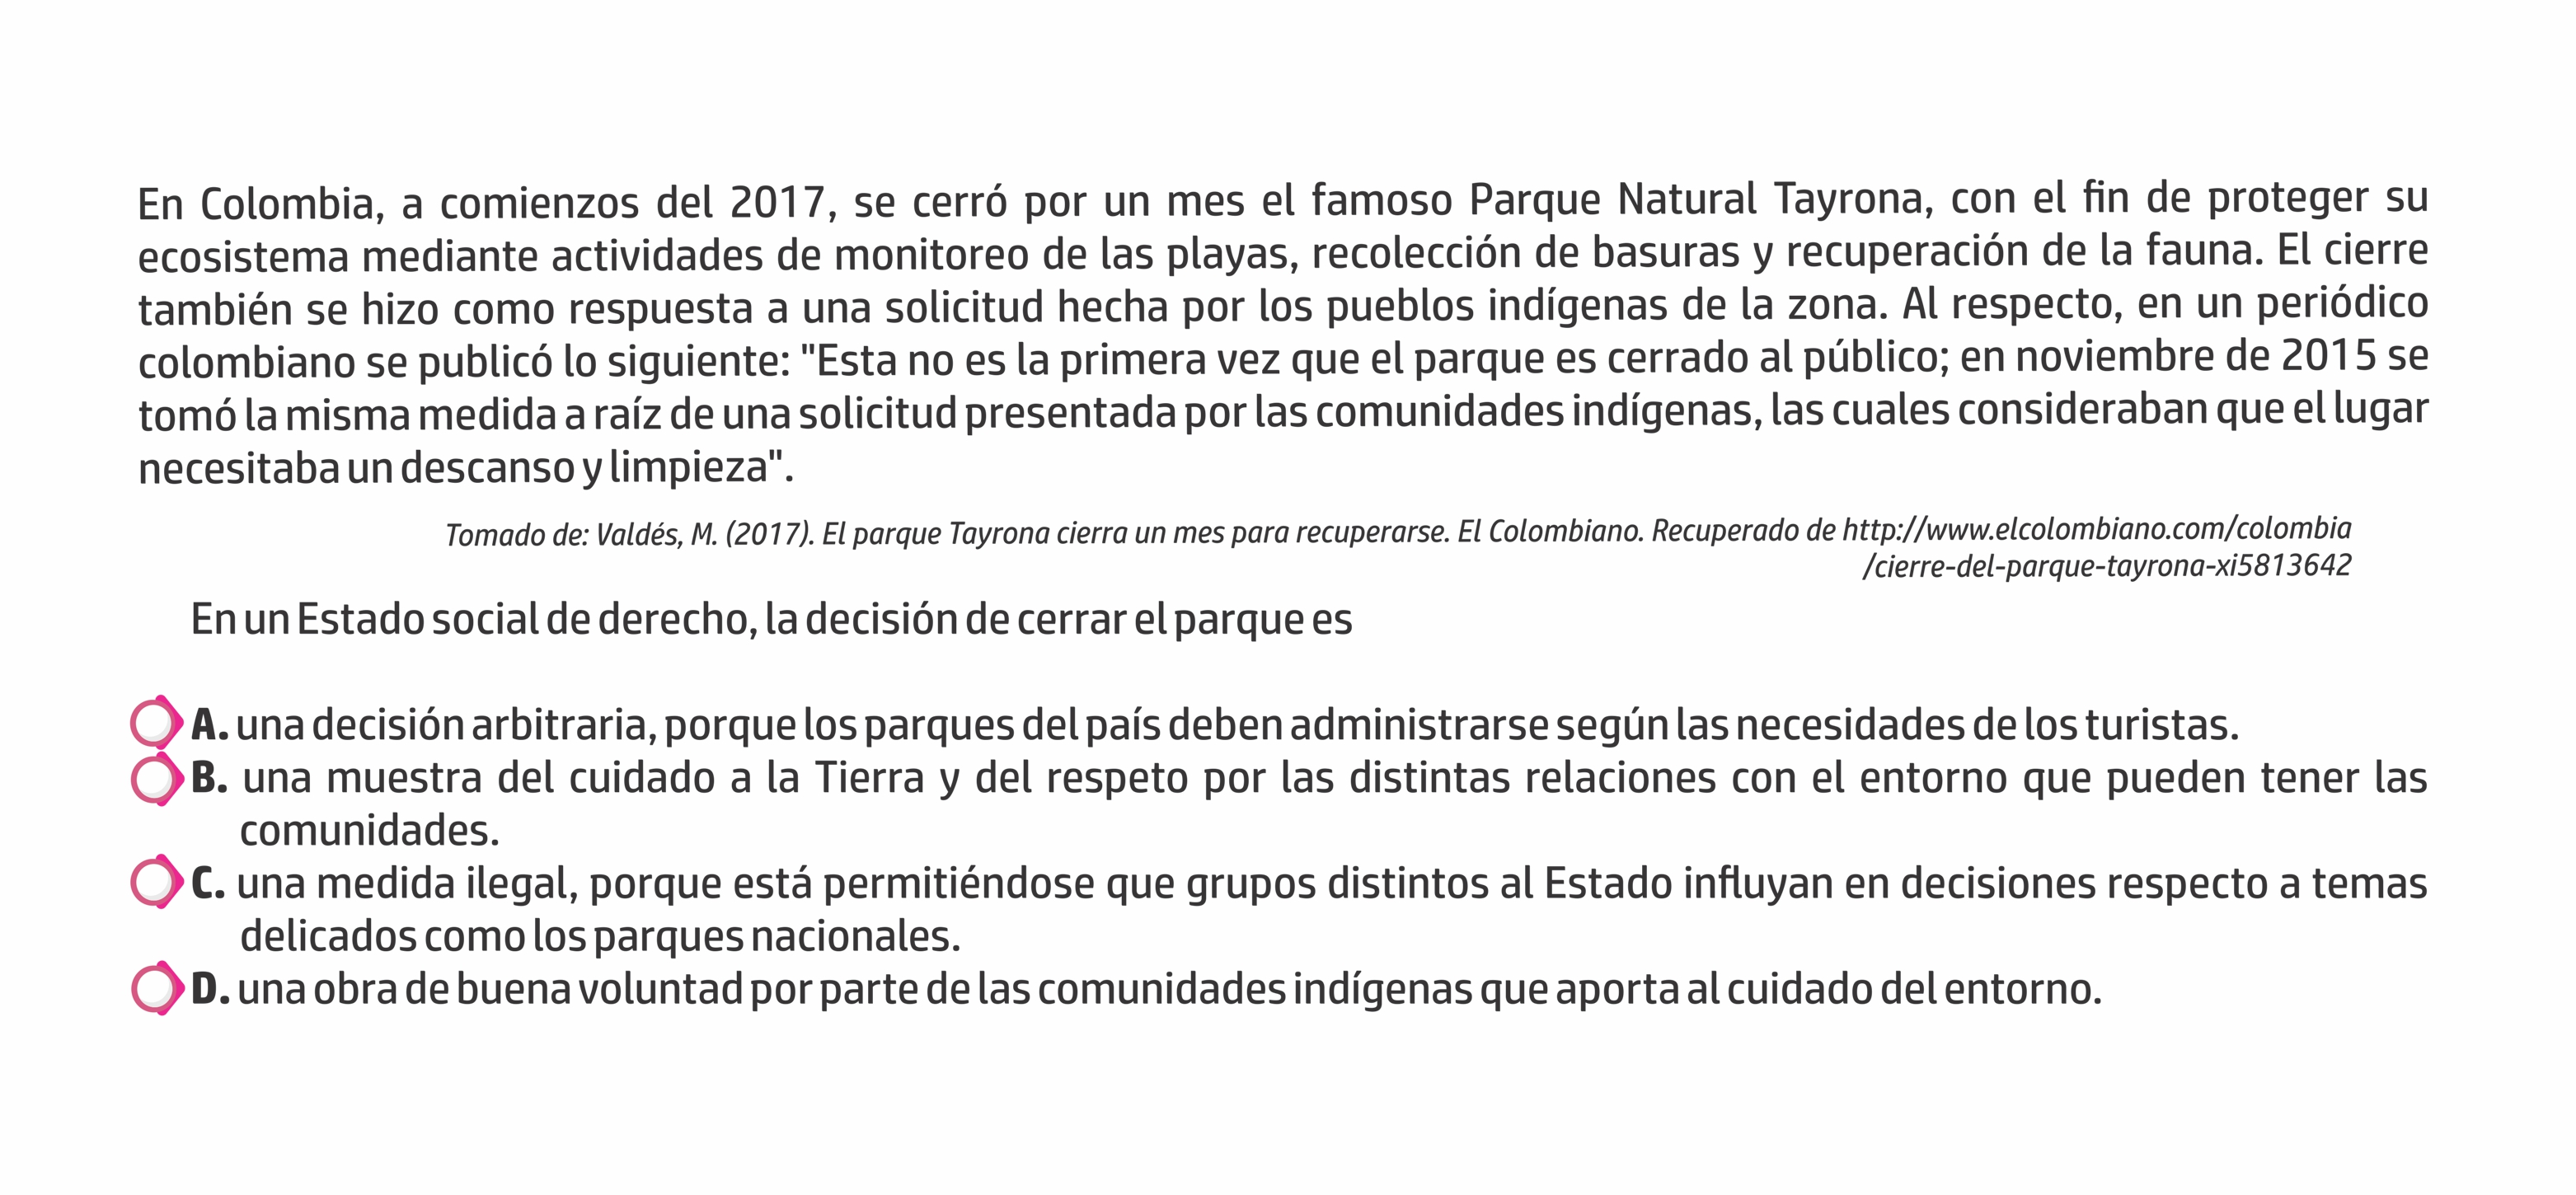 En Colombia, a comienzos del 2017, se cerró por un mes el famoso Parque Natural Tayrona, con el fin de proteger su
ecosistema mediante actividades de monitoreo de las playas, recolección de basuras y recuperación de la fauna. El cierre
también se hizo como respuesta a una solicitud hecha por los pueblos indígenas de la zona. Al respecto, en un periódico
colombiano se publicó lo siguiente: "Esta no es la primera vez que el parque es cerrado al público; en noviembre de 2015 se
tomó la misma medida a raíz de una solicitud presentada por las comunidades indígenas, las cuales consideraban que el lugar
necesitaba un descanso y limpieza".
Tomado de: Valdés, M. (2017). El parque Tayrona cierra un mes para recuperarse. El Colombiano. Recuperado de http://www.elcolombiano.com/colombia
/cierre-del-parque-tayrona-xi5813642
En un Estado social de derecho, la decisión de cerrar el parque es
A. una decisión arbitraria, porque los parques del país deben administrarse según las necesidades de los turistas.
B. una muestra del cuidado a la Tierra y del respeto por las distintas relaciones con el entorno que pueden tener las
comunidades.
C. una medida ilegal, porque está permitiéndose que grupos distintos al Estado influyan en decisiones respecto a temas
delicados como los parques nacionales.
D. una obra de buena voluntad por parte de las comunidades indígenas que aporta al cuidado del entorno.